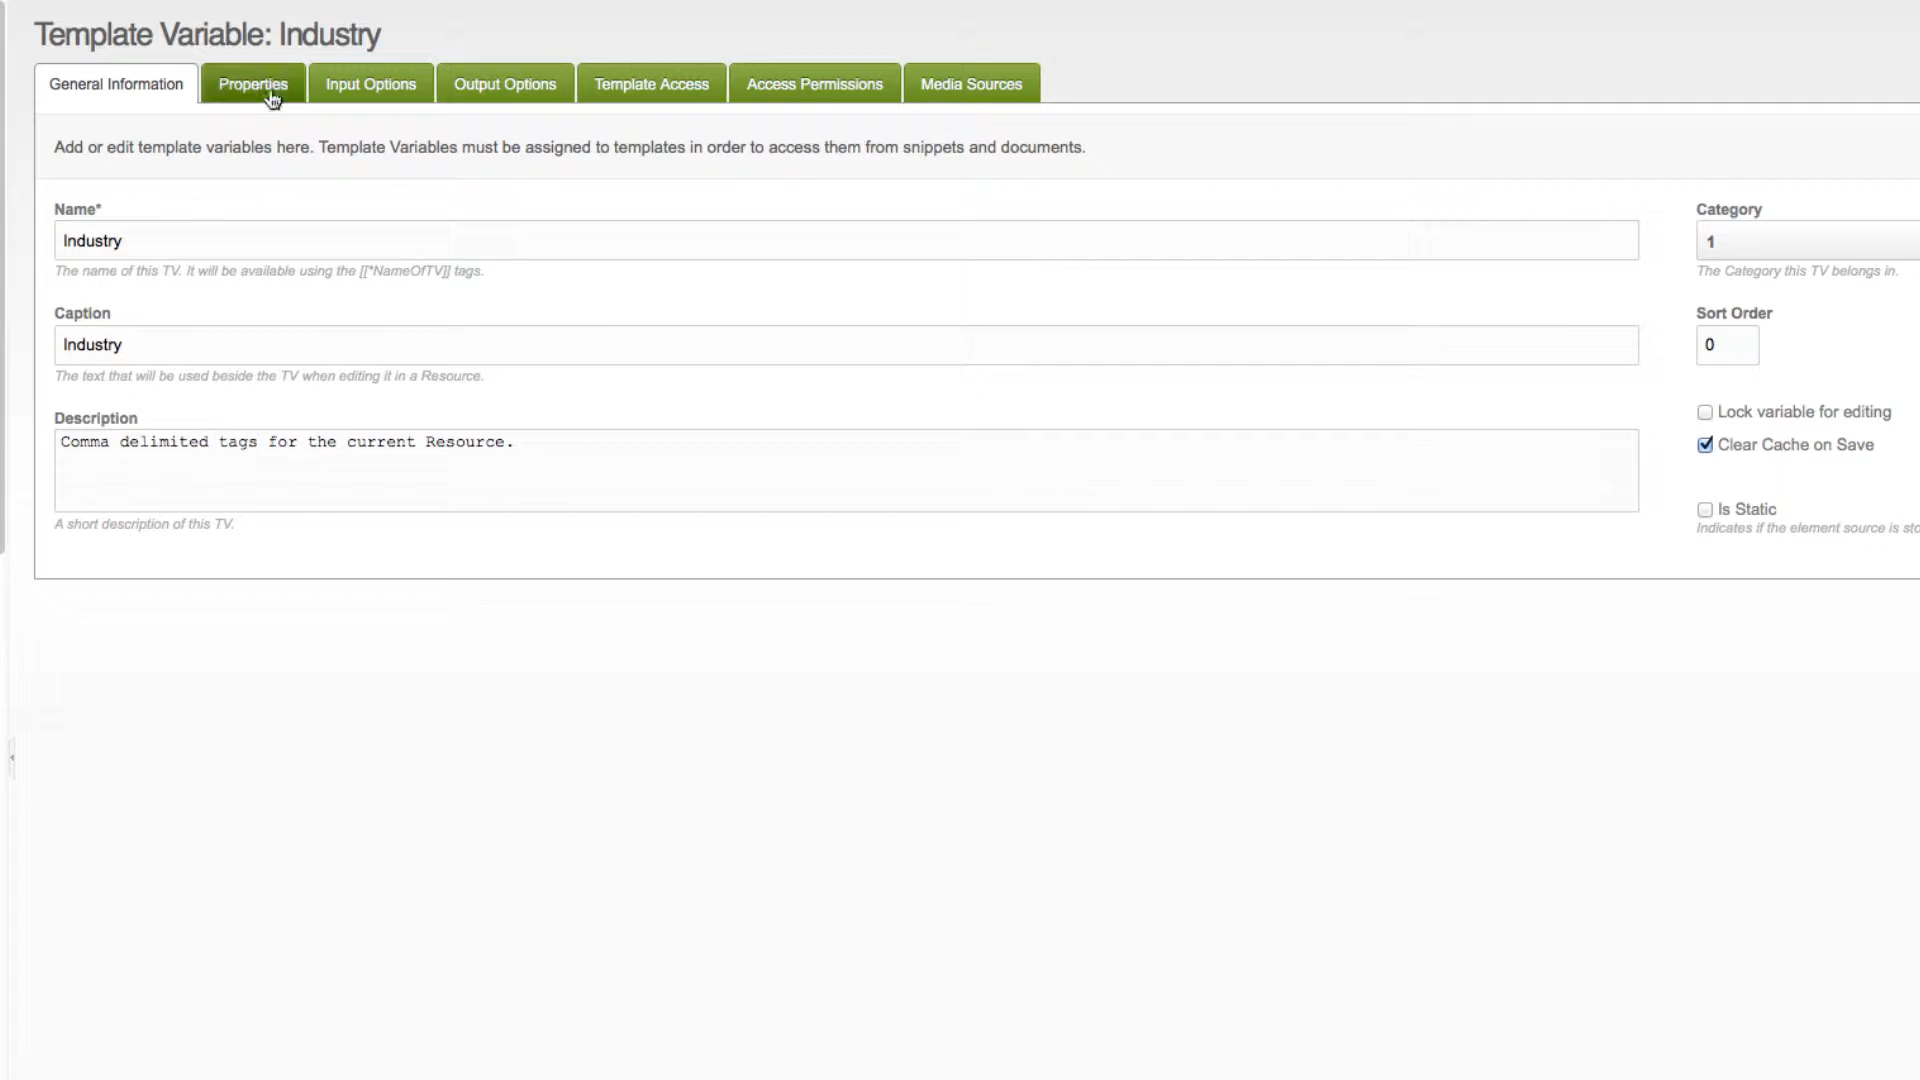 Template Variable: Industry
General Information
Properties
Input Options
Output Options
Template Access
Access Permissions
Media Sources
Add or edit template variables here. Template Variables must be assigned to templates in order to access them from snippets and documents.
Name*
Industry
The name of this TV. It will be available using the [[*NameOfTV]] tags.
Caption
Industry
The text that will be used beside the TV when editing it in a Resource.
Description
Comma delimited tags for the current Resource.
A short description of this TV.
Category
1
The Category this TV belongs in.
Sort Order
0
Lock variable for editing
Clear Cache on Save
Is Static
Indicates if the element source is